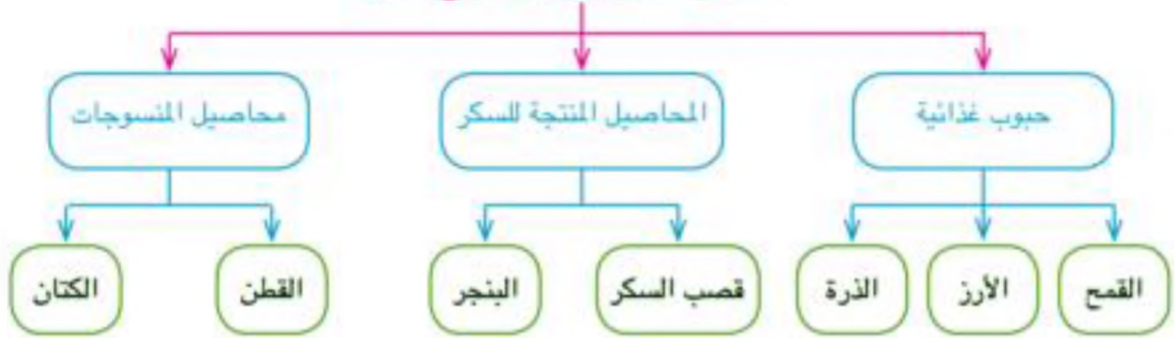 حبوب غذائية
المحاصيل المنتجة للسكر
محاصيل المنسوجات
القمح
الأرز
الذرة
قصب السكر
البنجر
القطن
الكتان